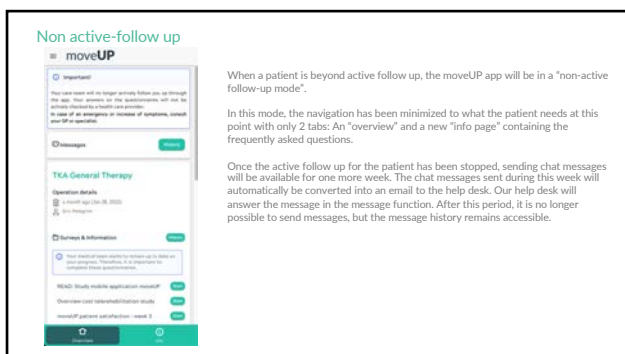 Non active-follow up
moveUP
Important!
Your care team will no longer actively follow you up through
the app. Your answers on the questionnaires will not be
actively checked by a health care provider.
In case of an emergency or increase of symptoms, consult
your GP or specialist.
Messages
History
TKA General Therapy
Operation details
a month ago (Jan 28, 2022)
Surveys & Information
Your medical team wants to remain up to date on
your progress. Therefore, it is important to
complete these questionnaires.
READ: Study mobile application moveUP
Start
Overview cost telerehabilitation study
Start
moveUP patient satisfaction - week 3
Start
Overview
Info
When a patient is beyond active follow up, the moveUP app will be in a “non-active
follow-up mode”.
In this mode, the navigation has been minimized to what the patient needs at this
point with only 2 tabs: An “overview” and a new “info page” containing the
frequently asked questions.
Once the active follow up for the patient has been stopped, sending chat messages
will be available for one more week. The chat messages sent during this week will
automatically be converted into an email to the help desk. Our help desk will
answer the message in the message function. After this period, it is no longer
possible to send messages, but the message history remains accessible.